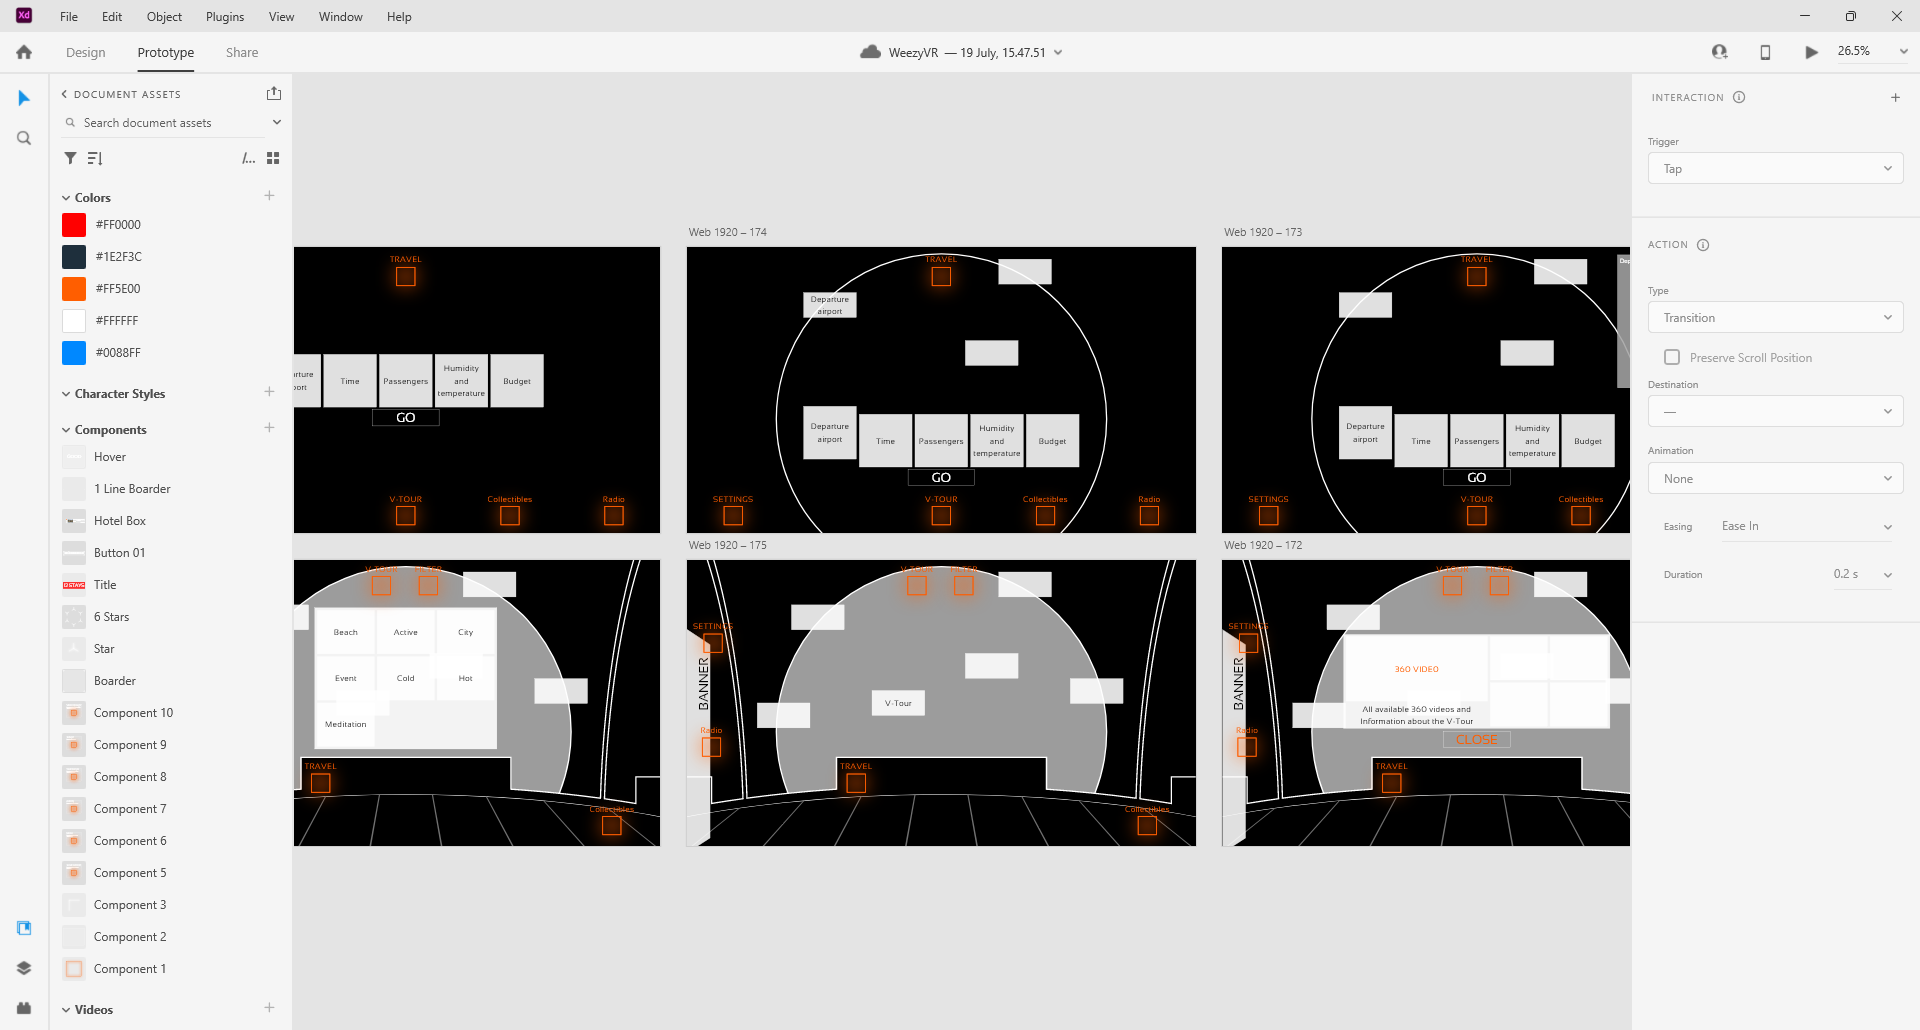 Xd
File
Edit
Object
Plugins
View
Window
Help
Design
Prototype
Share
WeezyVR — 19 July, 15.47.51
26.5%
DOCUMENT ASSETS
Search document assets
/...
Colors
#FF0000
#1E2F3C
#FF5E00
#FFFFFF
#0088FF
Character Styles
Components
Hover
1 Line Boarder
Hotel Box
Button 01
Title
6 Stars
Star
Boarder
Component 10
Component 9
Component 8
Component 7
Component 6
Component 5
Component 3
Component 2
Component 1
Videos
TRAVEL
Time
Passengers
Humidity
and
temperature
Budget
GO
V-TOUR
Collectibles
Radio
Web 1920 – 174
TRAVEL
Departure
airport
Departure
airport
Time
Passengers
Humidity
and
temperature
Budget
GO
SETTINGS
V-TOUR
Collectibles
Radio
Web 1920 – 173
TRAVEL
Departure
airport
Time
Passengers
Humidity
and
temperature
Budget
GO
SETTINGS
V-TOUR
Collectibles
Beach
Active
City
Event
Cold
Hot
Meditation
TRAVEL
Collectibles
Web 1920 – 175
SETTINGS
BANNER
Radio
V-Tour
TRAVEL
Collectibles
Web 1920 – 172
SETTINGS
BANNER
Radio
360 VIDEO
All available 360 videos and
Information about the V-Tour
CLOSE
TRAVEL
INTERACTION
Trigger
Tap
ACTION
Type
Transition
Preserve Scroll Position
Destination
—
Animation
None
Easing
Ease In
Duration
0.2 s